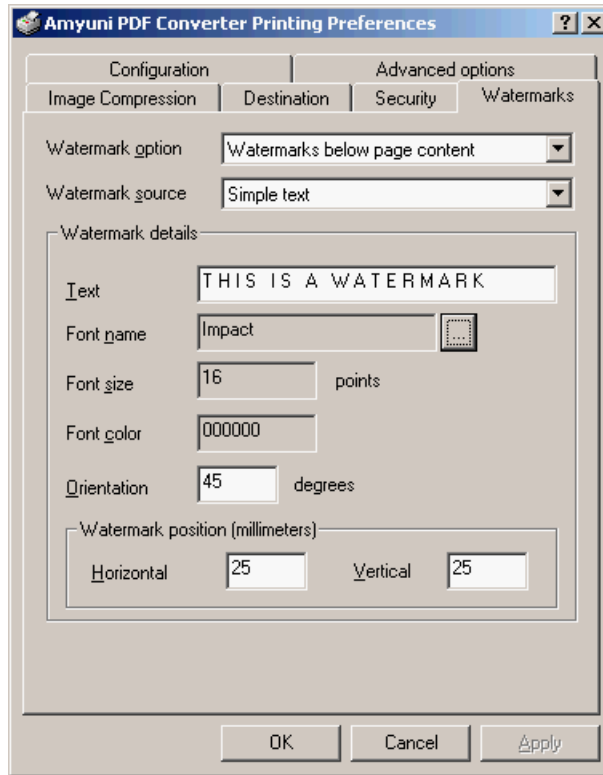 Amyuni PDF Converter Printing Preferences
Configuration Advanced options
Image Compression Destination Security Watermarks
Watermark option Watermarks below page content
Watermark source Simple text
Watermark details
Text THIS IS A WATERMARK
Font name Impact ...
Font size 16 points
Font color 000000
Orientation 45 degrees
Watermark position (millimeters)
Horizontal 25 Vertical 25
OK Cancel Apply